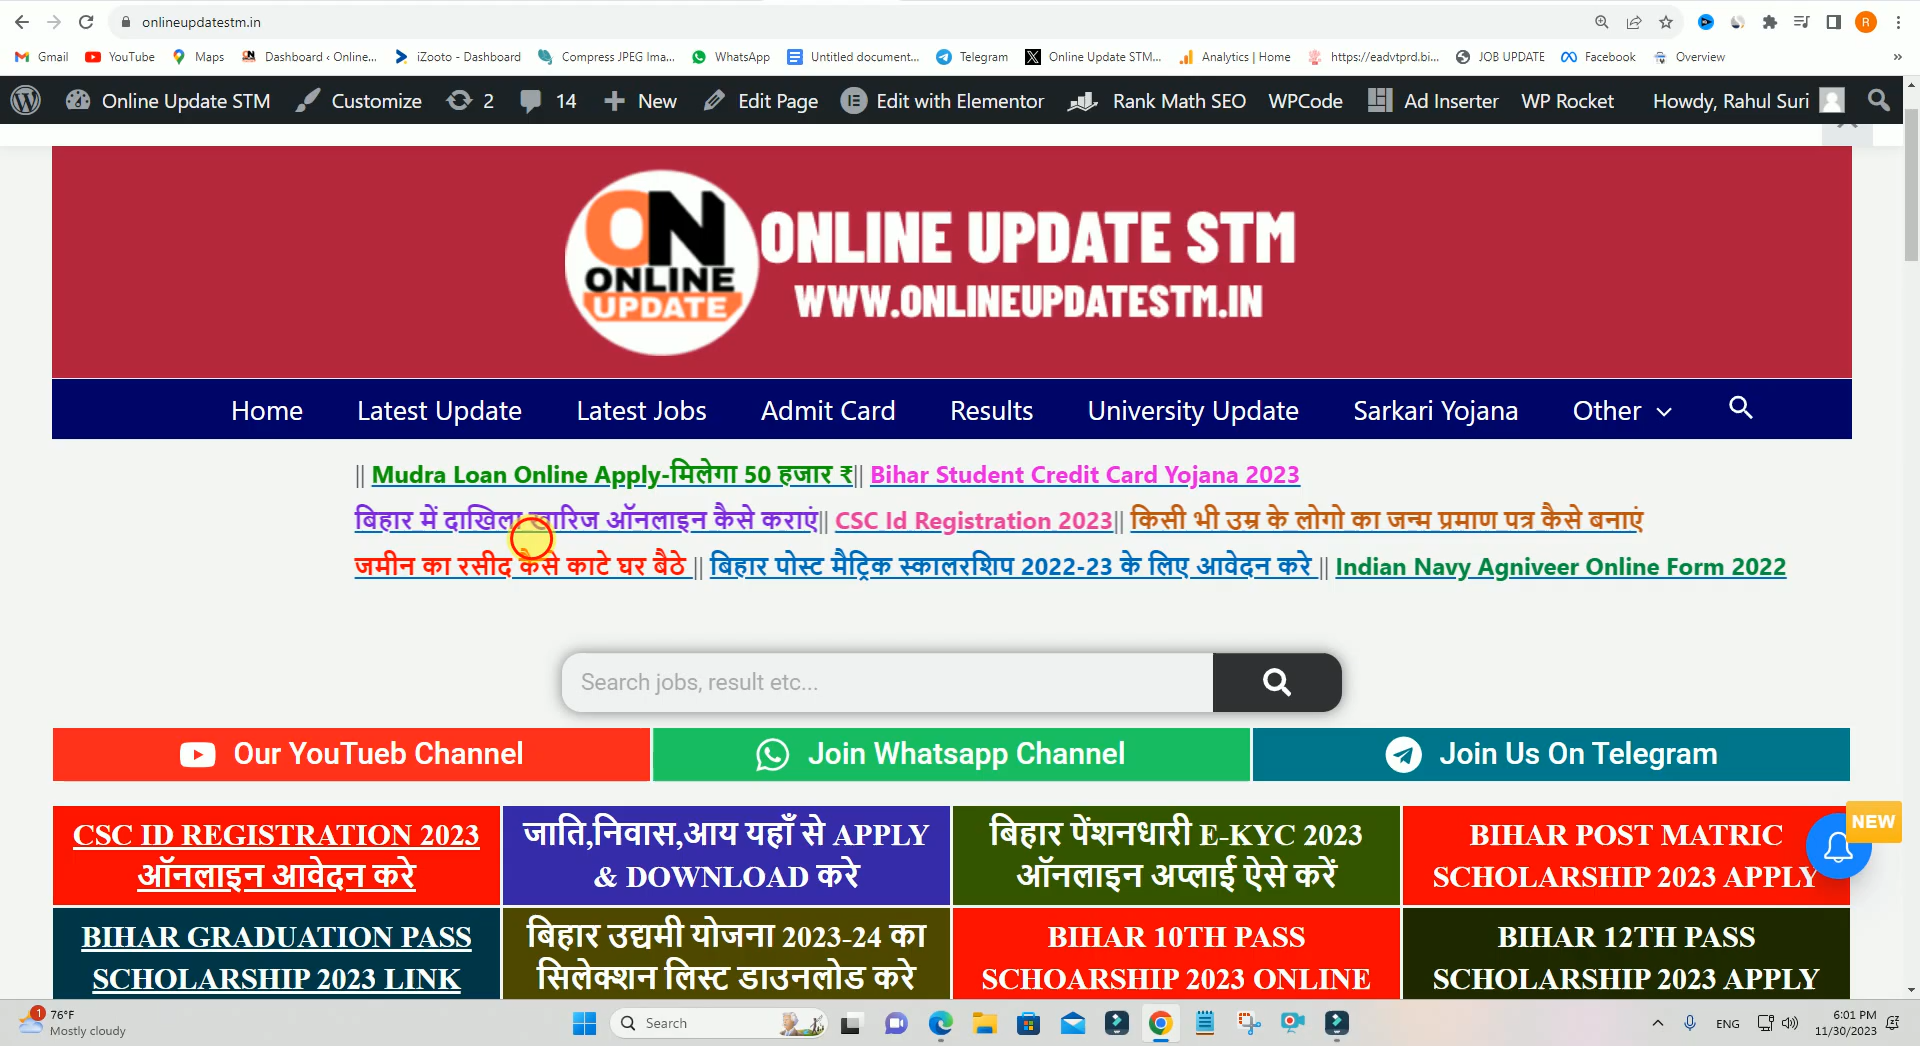 onlineupdatestm.in
Gmail YouTube Maps Dashboard ‹ Online... iZooto - Dashboard Compress JPEG Ima... WhatsApp Untitled document... Telegram Online Update STM... Analytics | Home https://eadvtprd.bi... JOB UPDATE Facebook Overview »
Online Update STM Customize 2 14 New Edit Page Edit with Elementor Rank Math SEO WPCode Ad Inserter WP Rocket Howdy, Rahul Suri
ON
ONLINE
UPDATE
ONLINE UPDATE STM
WWW.ONLINEUPDATESTM.IN
Home Latest Update Latest Jobs Admit Card Results University Update Sarkari Yojana Other
|| Mudra Loan Online Apply-मिलेगा 50 हजार ₹|| Bihar Student Credit Card Yojana 2023
बिहार में दाखिला खारिज ऑनलाइन कैसे कराएं|| CSC Id Registration 2023|| किसी भी उम्र के लोगो का जन्म प्रमाण पत्र कैसे बनाएं
जमीन का रसीद कैसे काटे घर बैठे || बिहार पोस्ट मैट्रिक स्कालरशिप 2022-23 के लिए आवेदन करे || Indian Navy Agniveer Online Form 2022
Search jobs, result etc...
Our YouTueb Channel Join Whatsapp Channel Join Us On Telegram
NEW
CSC ID REGISTRATION 2023
ऑनलाइन आवेदन करे
जाति,निवास,आय यहाँ से APPLY
& DOWNLOAD करे
बिहार पेंशनधारी E-KYC 2023
ऑनलाइन अप्लाई ऐसे करें
BIHAR POST MATRIC
SCHOLARSHIP 2023 APPLY
BIHAR GRADUATION PASS
SCHOLARSHIP 2023 LINK
बिहार उद्यमी योजना 2023-24 का
सिलेक्शन लिस्ट डाउनलोड करे
BIHAR 10TH PASS
SCHOARSHIP 2023 ONLINE
BIHAR 12TH PASS
SCHOLARSHIP 2023 APPLY
1 76°F
Mostly cloudy
Search
ENG
6:01 PM
11/30/2023